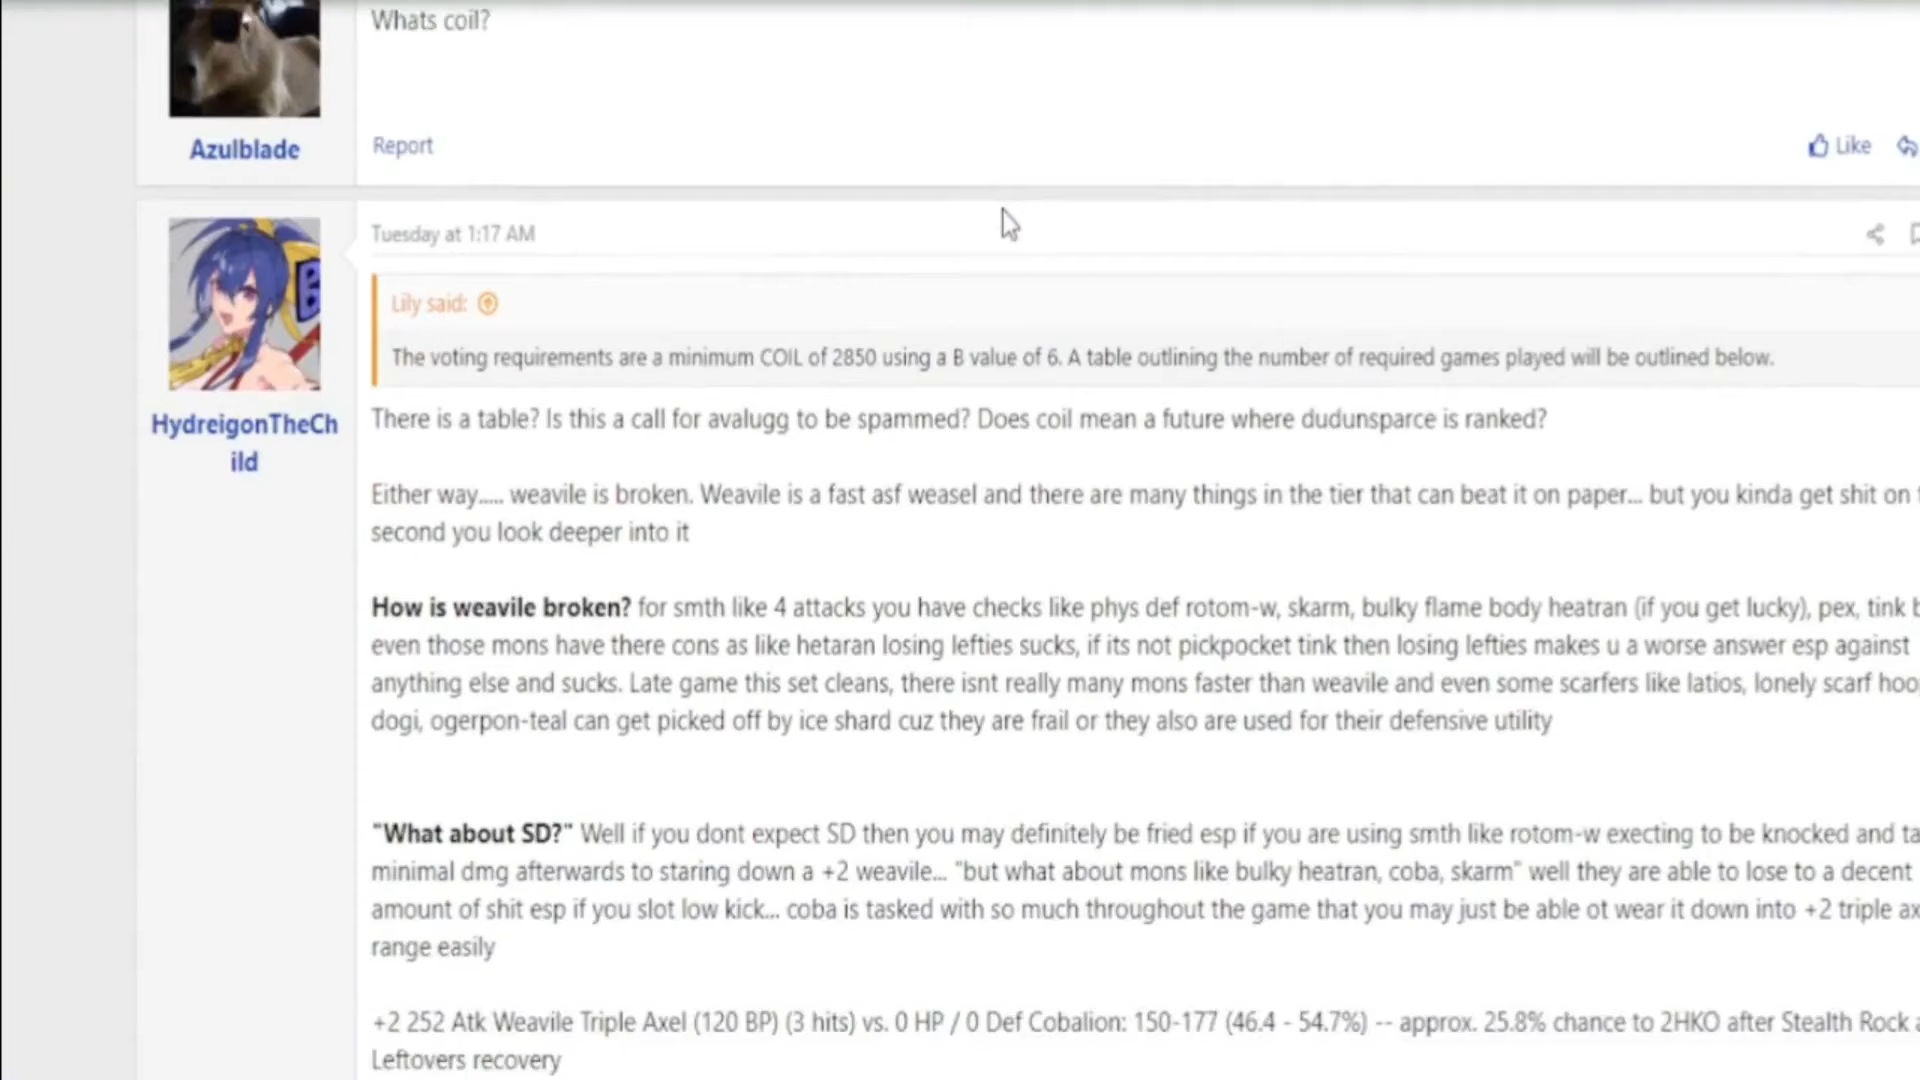 Whats coil?
Azulblade
Report
Like
Tuesday at 1:17 AM
Lily said:
The voting requirements are a minimum COIL of 2850 using a B value of 6. A table outlining the number of required games played will be outlined below.
HydreigonTheCh
ild
There is a table? Is this a call for avalugg to be spammed? Does coil mean a future where dudunsparce is ranked?
Either way..... weavile is broken. Weavile is a fast asf weasel and there are many things in the tier that can beat it on paper... but you kinda get shit on
second you look deeper into it
How is weavile broken? for smth like 4 attacks you have checks like phys def rotom-w, skarm, bulky flame body heatran (if you get lucky), pex, tink
even those mons have there cons as like hetaran losing lefties sucks, if its not pickpocket tink then losing lefties makes u a worse answer esp against
anything else and sucks. Late game this set cleans, there isnt really many mons faster than weavile and even some scarfers like latios, lonely scarf hoo
dogi, ogerpon-teal can get picked off by ice shard cuz they are frail or they also are used for their defensive utility
"What about SD?" Well if you dont expect SD then you may definitely be fried esp if you are using smth like rotom-w execting to be knocked and ta
minimal dmg afterwards to staring down a +2 weavile... "but what about mons like bulky heatran, coba, skarm" well they are able to lose to a decent
amount of shit esp if you slot low kick... coba is tasked with so much throughout the game that you may just be able ot wear it down into +2 triple ax
range easily
+2 252 Atk Weavile Triple Axel (120 BP) (3 hits) vs. 0 HP / 0 Def Cobalion: 150-177 (46.4 - 54.7%) -- approx. 25.8% chance to 2HKO after Stealth Rock a
Leftovers recovery